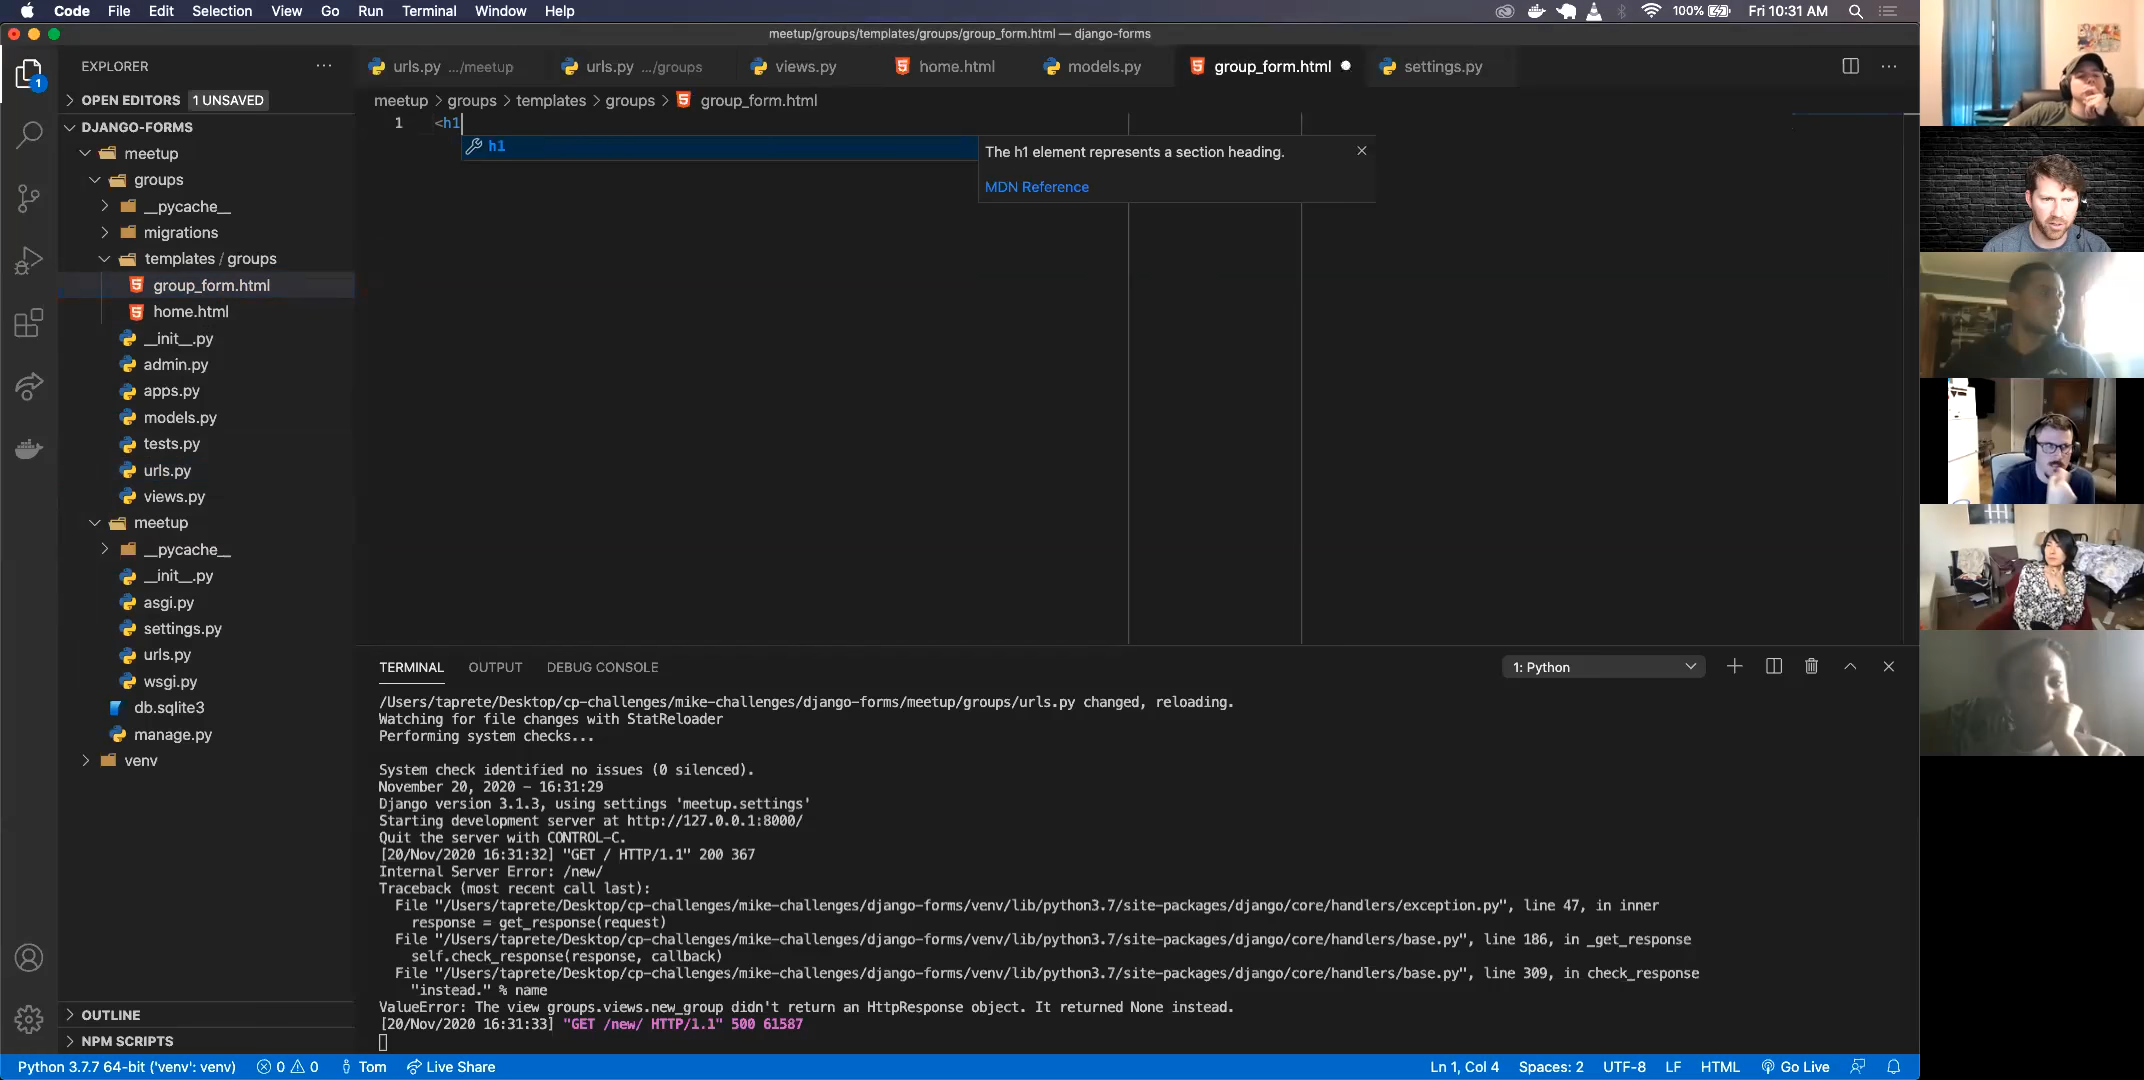 Code File Edit Selection View Go Run Terminal Window Help 100% Fri 10:31 AM
meetup/groups/templates/groups/group_form.html — django-forms
EXPLORER
urls.py .../meetup urls.py .../groups views.py home.html models.py group_form.html settings.py
1
OPEN EDITORS 1 UNSAVED
meetup > groups > templates > groups > group_form.html
DJANGO-FORMS
1 <h1
h1
The h1 element represents a section heading.
MDN Reference
meetup
groups
__pycache__
migrations
templates / groups
group_form.html
home.html
__init__.py
admin.py
apps.py
models.py
tests.py
urls.py
views.py
meetup
__pycache__
__init__.py
asgi.py
settings.py
urls.py
wsgi.py
db.sqlite3
manage.py
venv
OUTLINE
NPM SCRIPTS
TERMINAL OUTPUT DEBUG CONSOLE 1: Python
/Users/taprete/Desktop/cp-challenges/mike-challenges/django-forms/meetup/groups/urls.py changed, reloading.
Watching for file changes with StatReloader
Performing system checks...
System check identified no issues (0 silenced).
November 20, 2020 - 16:31:29
Django version 3.1.3, using settings 'meetup.settings'
Starting development server at http://127.0.0.1:8000/
Quit the server with CONTROL-C.
[20/Nov/2020 16:31:32] "GET / HTTP/1.1" 200 367
Internal Server Error: /new/
Traceback (most recent call last):
File "/Users/taprete/Desktop/cp-challenges/mike-challenges/django-forms/venv/lib/python3.7/site-packages/django/core/handlers/exception.py", line 47, in inner
response = get_response(request)
File "/Users/taprete/Desktop/cp-challenges/mike-challenges/django-forms/venv/lib/python3.7/site-packages/django/core/handlers/base.py", line 186, in _get_response
self.check_response(response, callback)
File "/Users/taprete/Desktop/cp-challenges/mike-challenges/django-forms/venv/lib/python3.7/site-packages/django/core/handlers/base.py", line 309, in check_response
"instead." % name
ValueError: The view groups.views.new_group didn't return an HttpResponse object. It returned None instead.
[20/Nov/2020 16:31:33] "GET /new/ HTTP/1.1" 500 61587
Python 3.7.7 64-bit ('venv': venv) 0 0 Tom Live Share Ln 1, Col 4 Spaces: 2 UTF-8 LF HTML Go Live